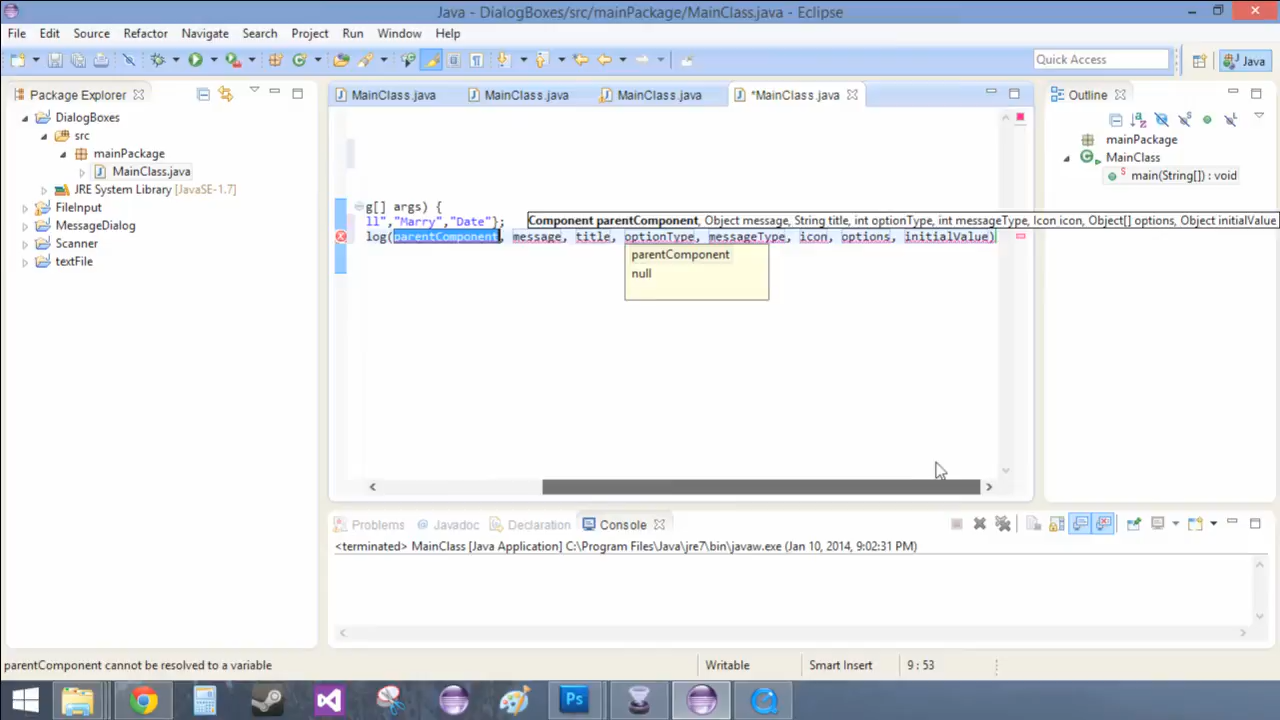 Java - DialogBoxes/src/mainPackage/MainClass.java - Eclipse
File Edit Source Refactor Navigate Search Project Run Window Help
Quick Access Java
Package Explorer MainClass.java MainClass.java MainClass.java *MainClass.java Outline
DialogBoxes
src
mainPackage
MainClass.java
JRE System Library [JavaSE-1.7]
FileInput
MessageDialog
Scanner
textFile
g[] args) {
ll","Marry","Date"};
Component parentComponent, Object message, String title, int optionType, int messageType, Icon icon, Object[] options, Object initialValue
log(parentComponent, message, title, optionType, messageType, icon, options, initialValue)
parentComponent
null
mainPackage
MainClass
S main(String[]) : void
Problems @ Javadoc Declaration Console
<terminated> MainClass [Java Application] C:\Program Files\Java\jre7\bin\javaw.exe (Jan 10, 2014, 9:02:31 PM)
parentComponent cannot be resolved to a variable Writable Smart Insert 9 : 53
Ps